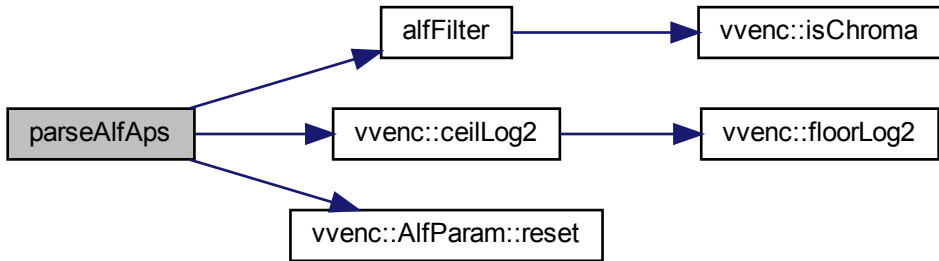 alfFilter
vvenc::isChroma
parseAlfAps
vvenc::ceilLog2
vvenc::floorLog2
vvenc::AlfParam::reset